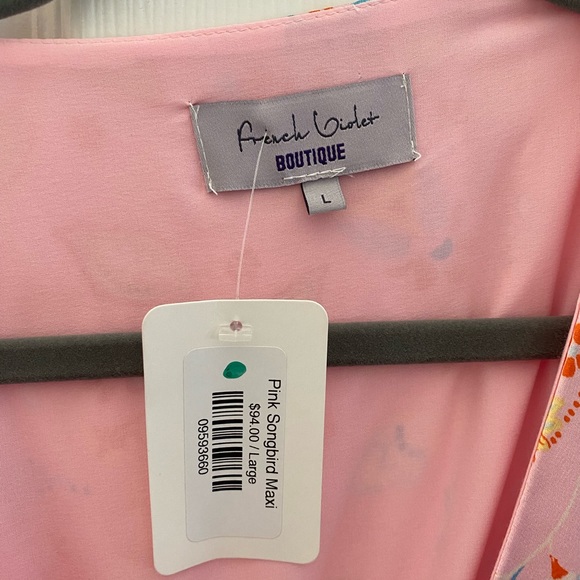 French Violet
BOUTIQUE
L
Pink Songbird Maxi
$94.00 / Large
09593660